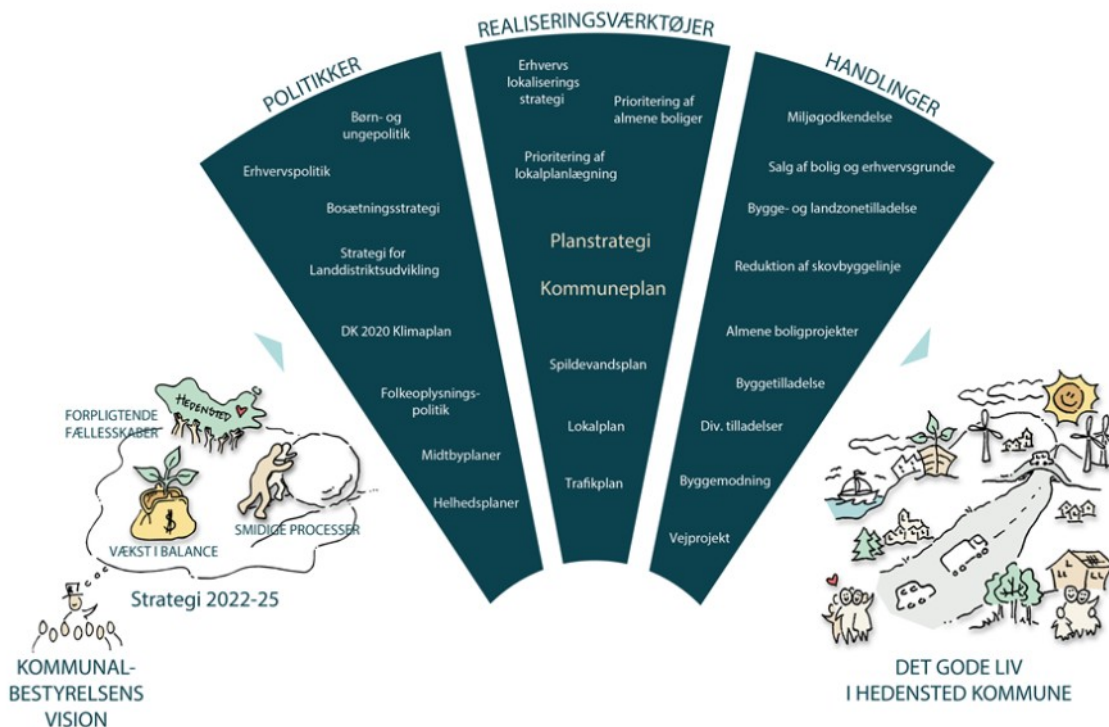 POLITIKKER
Børn- og
ungepolitik
Erhvervspolitik
Bosætningsstrategi
Strategi for
Landdistriktsudvikling
DK 2020 Klimaplan
Folkeoplysnings-
politik
Midtbyplaner
Helhedsplaner
REALISERINGSVÆRKTØJER
Erhvervs
lokaliserings
strategi
Prioritering af
almene boliger
Prioritering af
lokalplanlægning
Planstrategi
Kommuneplan
Spildevandsplan
Lokalplan
Trafikplan
HANDLINGER
Miljøgodkendelse
Salg af bolig og erhvervsgrunde
Bygge- og landzonetilladelse
Reduktion af skovbyggelinje
Almene boligprojekter
Byggetilladelse
Div. tilladelser
Byggemodning
Vejprojekt
HEDENSTED
FORPLIGTENDE
FÆLLESSKABER
$
SMIDIGE PROCESSER
VÆKST I BALANCE
Strategi 2022-25
KOMMUNAL-
BESTYRELSENS
VISION
DET GODE LIV
I HEDENSTED KOMMUNE